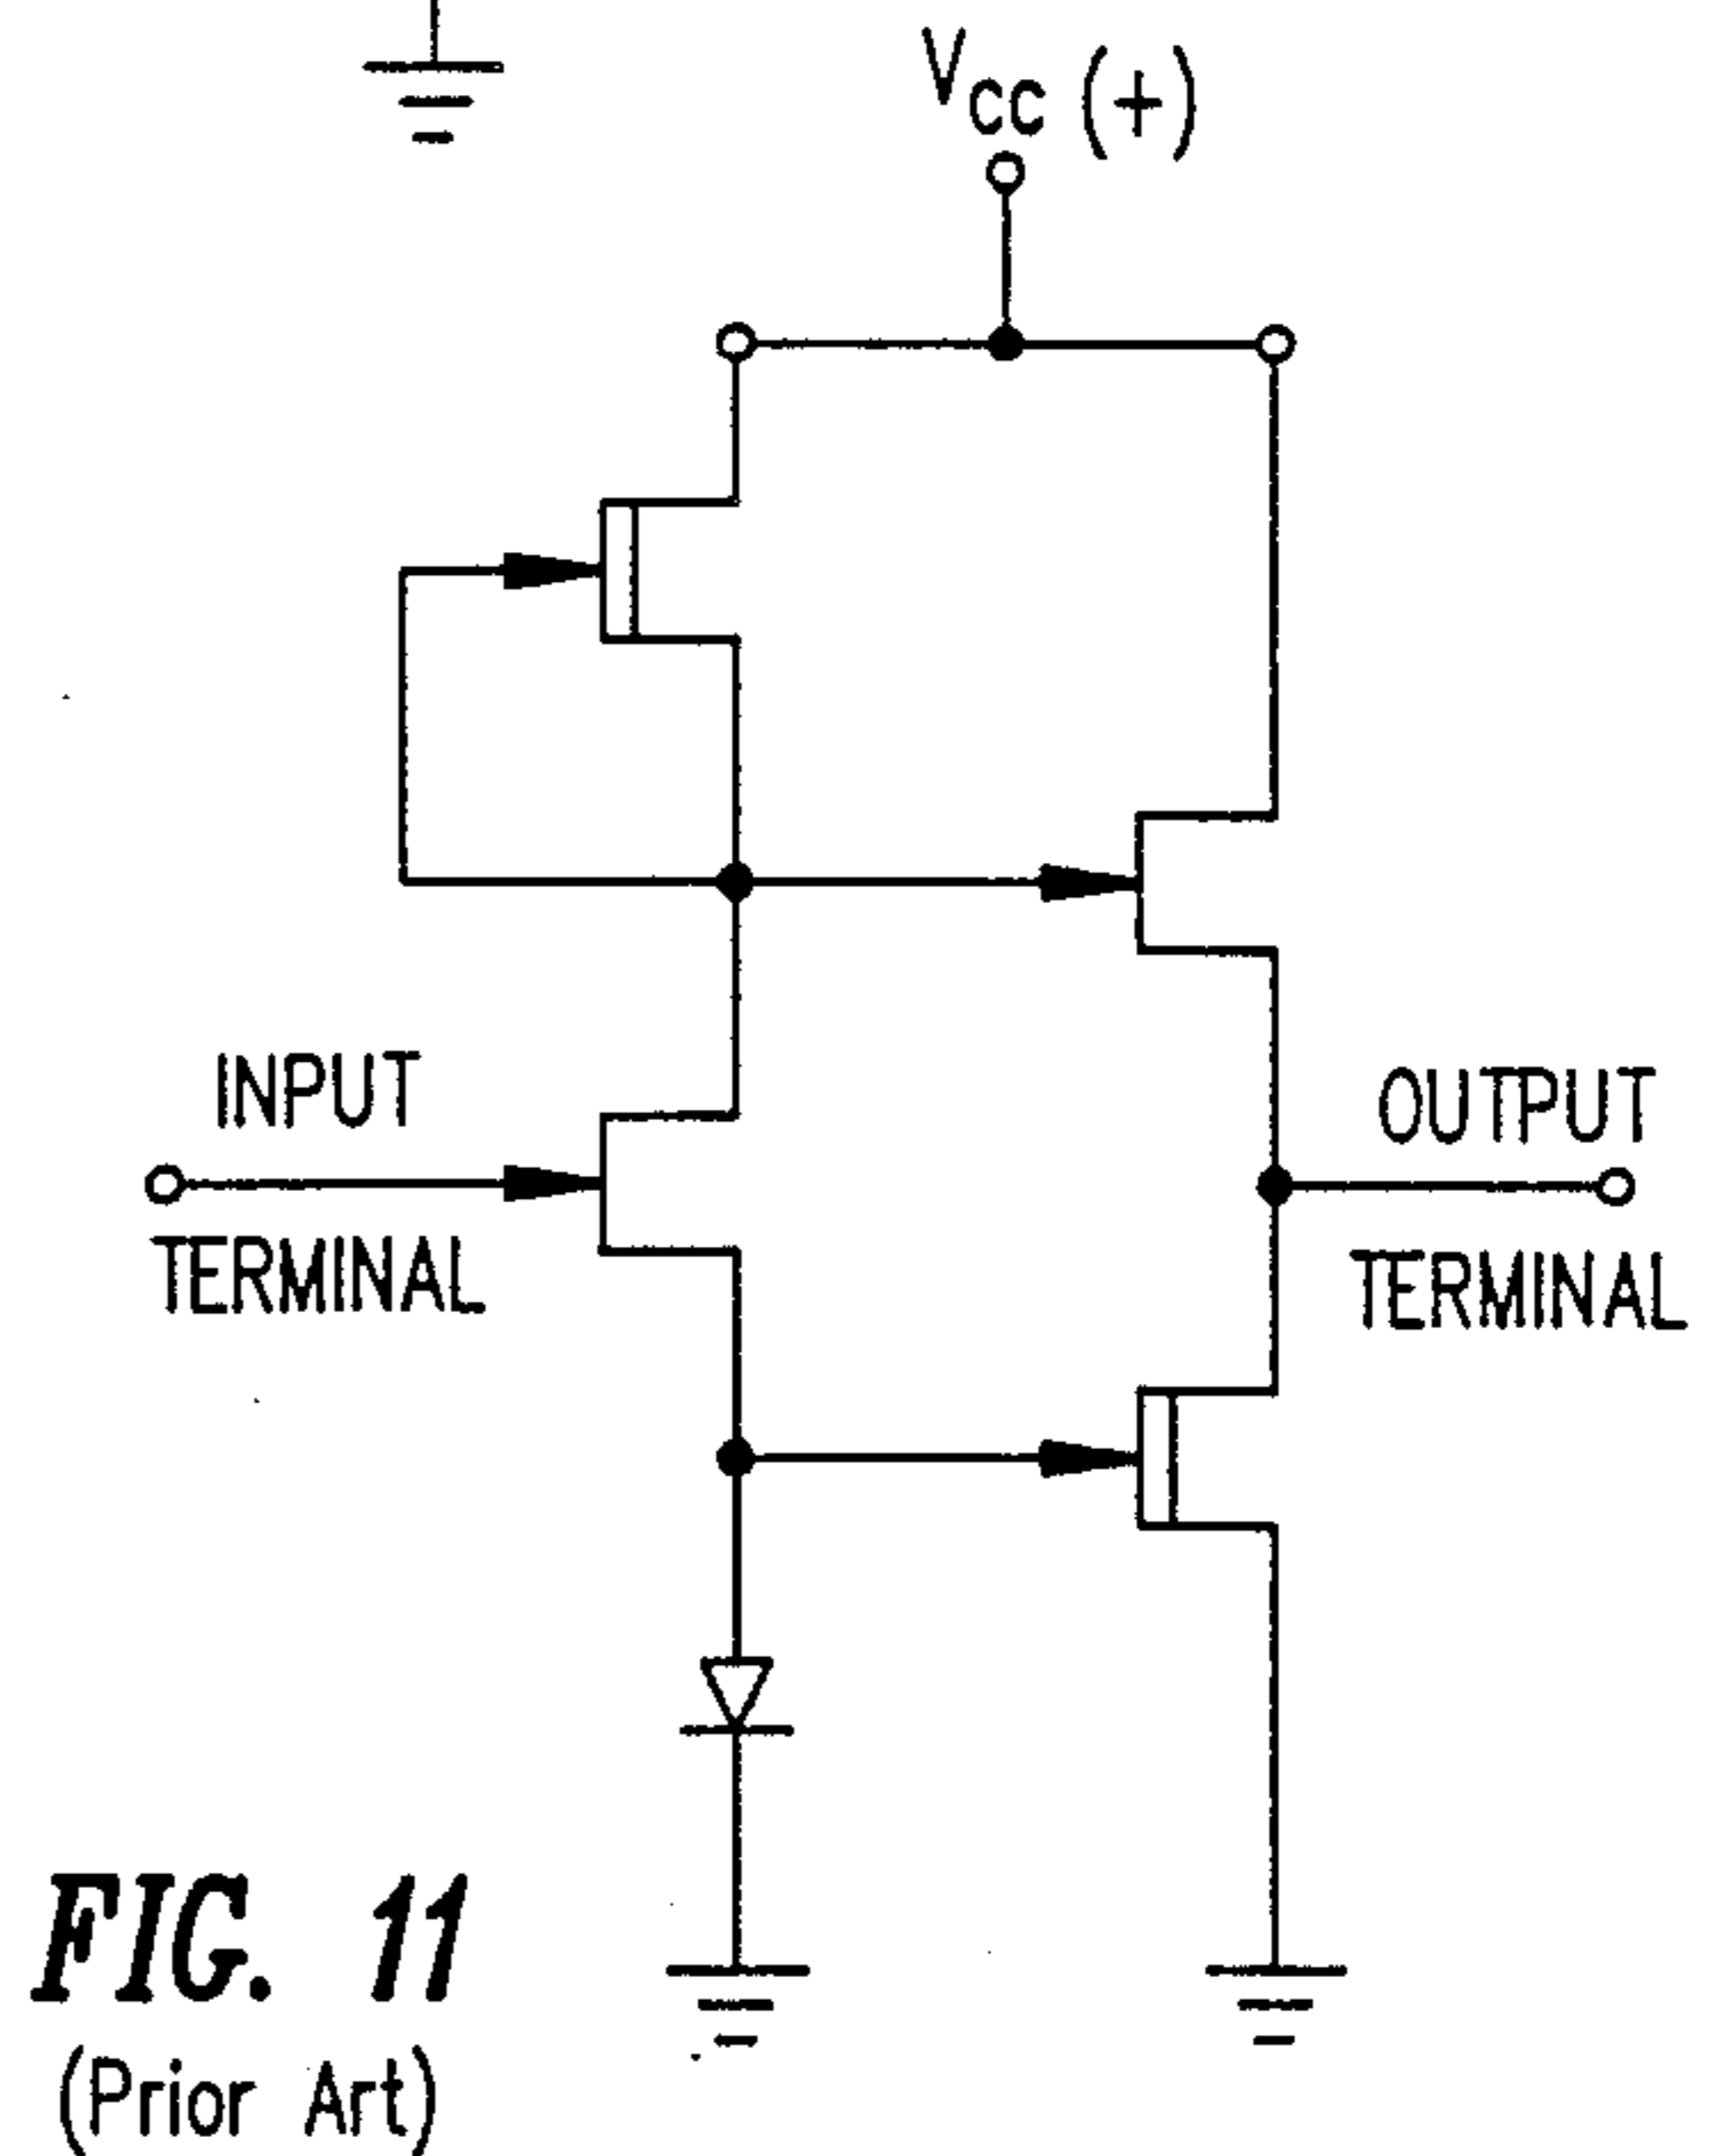 VCC (+)
INPUT
TERMINAL
OUTPUT
TERMINAL
FIG. 11
(Prior Art)